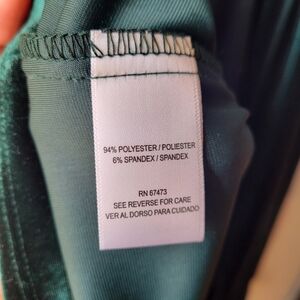 94% POLYESTER / POLIESTER
6% SPANDEX / SPANDEX
RN 67473
SEE REVERSE FOR CARE
VER AL DORSO PARA CUIDADO